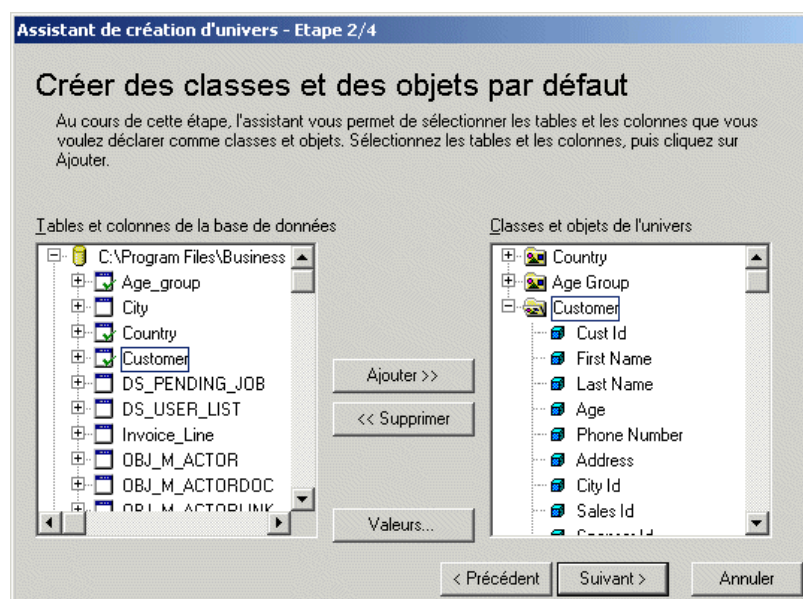 Assistant de création d'univers - Etape 2/4
Créer des classes et des objets par défaut
Au cours de cette étape, l'assistant vous permet de sélectionner les tables et les colonnes que vous
voulez déclarer comme classes et objets. Sélectionnez les tables et les colonnes, puis cliquez sur
Ajouter.
Tables et colonnes de la base de données
C:\Program Files\Business
Age_group
City
Country
Customer
DS_PENDING_JOB
DS_USER_LIST
Invoice_Line
OBJ_M_ACTOR
OBJ_M_ACTORDOC
OBJ_M_ACTORLINK
Ajouter >>
<< Supprimer
Valeurs...
Classes et objets de l'univers
Country
Age Group
Customer
Cust Id
First Name
Last Name
Age
Phone Number
Address
City Id
Sales Id
< Précédent
Suivant >
Annuler